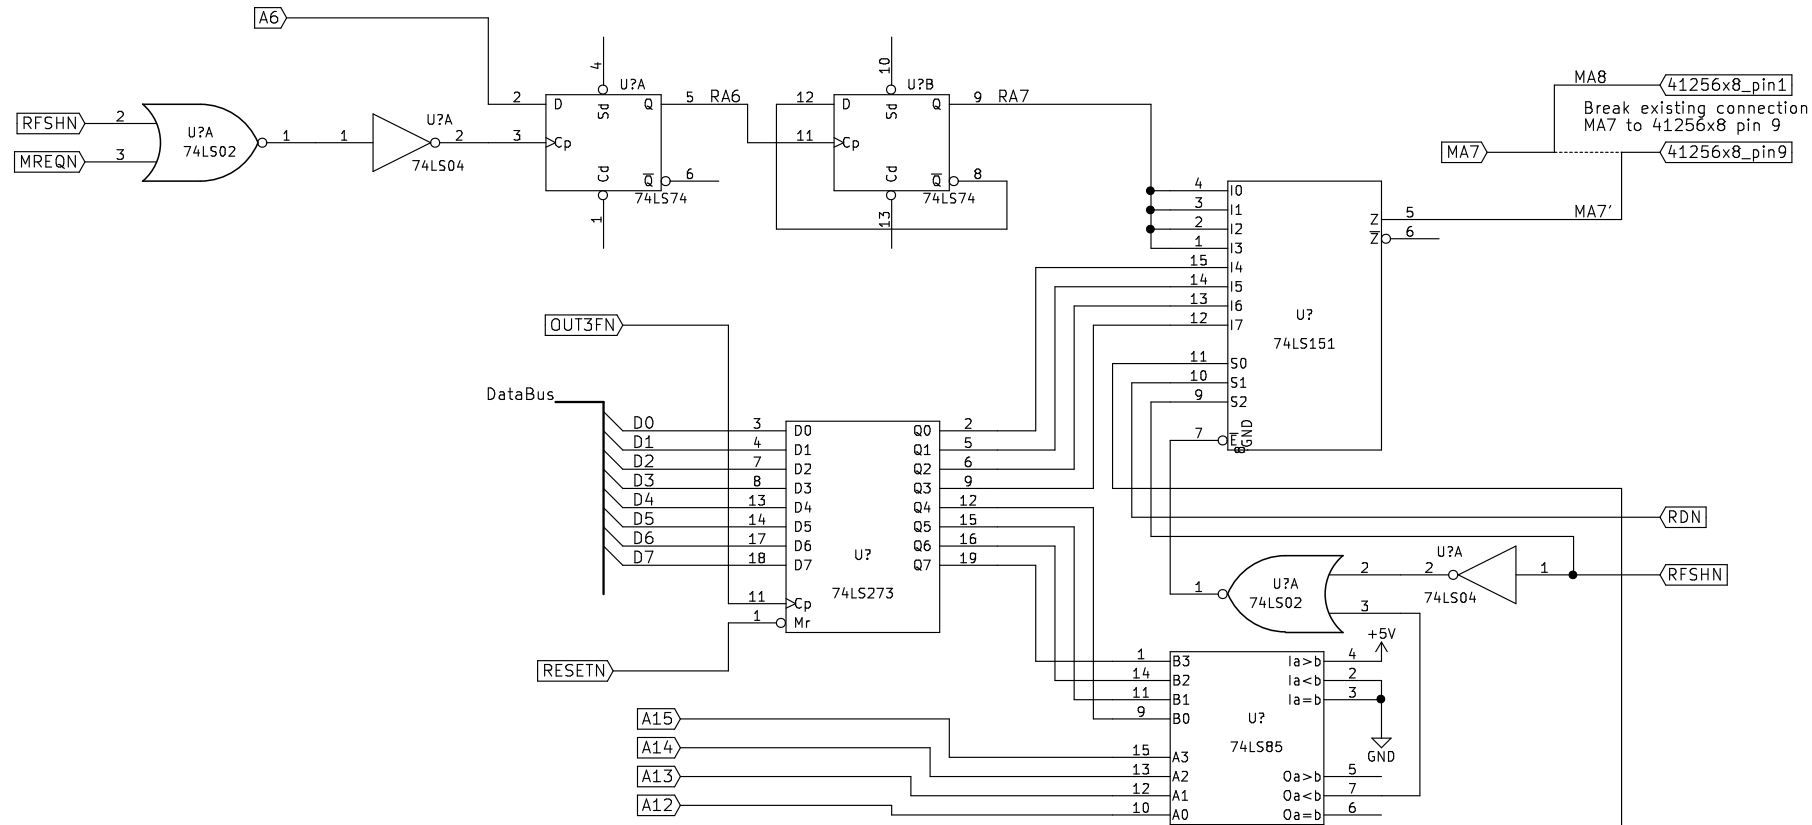 A6
RFSHN
MREQN
2
3
U?A
74LS02
1
1
U?A
74LS04
2
2
3
4
U?A
D
Sd
Q
Cp
Cd
Q
74LS74
1
5
RA6
6
12
11
10
U?B
D
Sd
Q
Cp
Cd
Q
74LS74
13
9
RA7
8
MA8
41256x8_pin1
Break existing connection
MA7 to 41256x8 pin 9
MA7
41256x8_pin9
MA7'
4 I0
3 I1
2 I2
1 I3
15 I4
14 I5
13 I6
12 I7
11 S0
10 S1
9 S2
7 E
8 GND
Z 5
Z 6
U?
74LS151
OUT3FN
DataBus
D0 3 D0 Q0 2
D1 4 D1 Q1 5
D2 7 D2 Q2 6
D3 8 D3 Q3 9
D4 13 D4 Q4 12
D5 14 D5 Q5 15
D6 17 D6 Q6 16
D7 18 D7 Q7 19
U?
74LS273
11 Cp
1 Mr
RESETN
RDN
RFSHN
U?A
74LS04
1
2
U?A
74LS02
2
3
1
+5V
GND
1 B3 Ia>b 4
14 B2 Ia<b 2
11 B1 Ia=b 3
9 B0
U?
74LS85
A15 15 A3
A14 13 A2 Oa>b 5
A13 12 A1 Oa<b 7
A12 10 A0 Oa=b 6